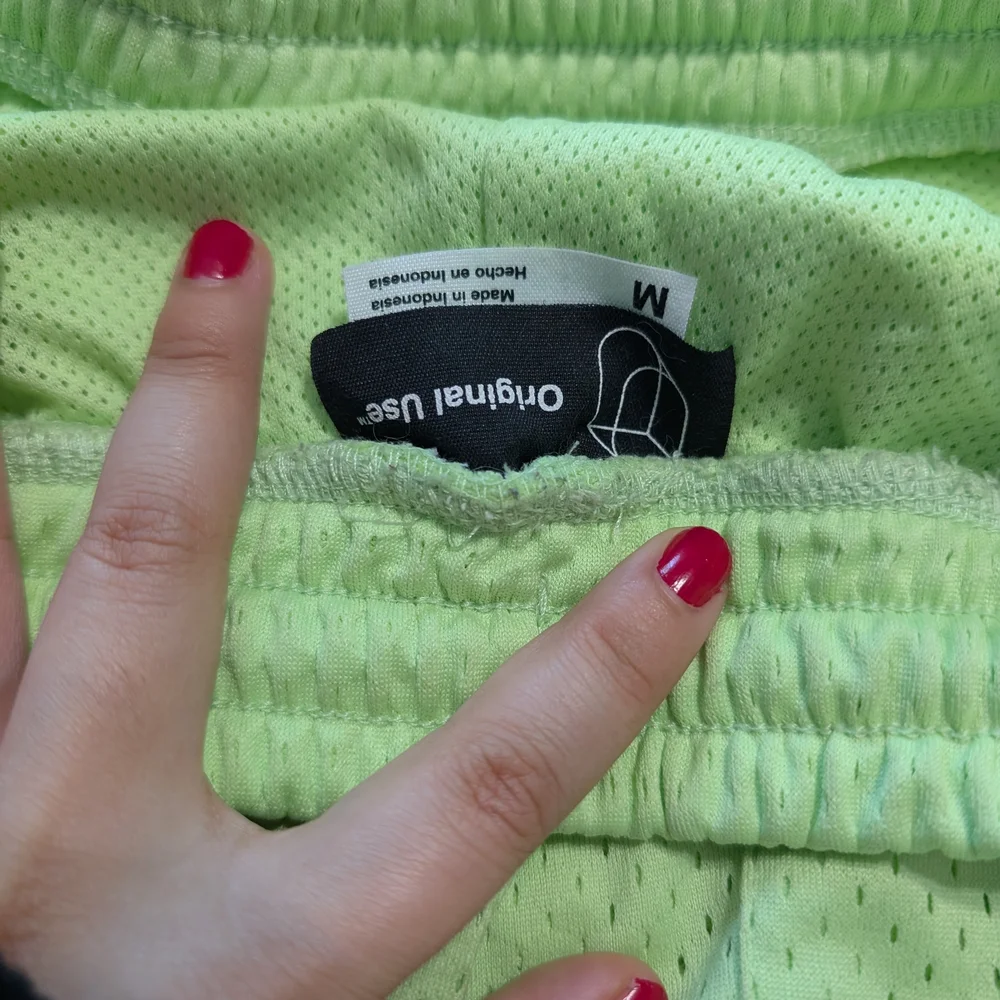 Original Use™
M
Made in Indonesia
Hecho en Indonesia